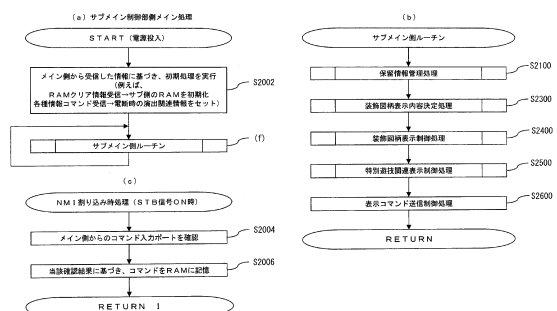 (a) サブメイン制御部側メイン処理
START(電源投入)
メイン側から受信した情報に基づき、初期処理を実行
(例えば、
RAMクリア情報受信→サブ側のRAMを初期化
各種情報コマンド受信→電断時の演出関連情報をセット)
S2002
サブメイン側ルーチン
(f)
(c)
NMI割り込み時処理(STB信号ON時)
メイン側からのコマンド入力ポートを確認
S2004
当該確認結果に基づき、コマンドをRAMに記憶
S2006
RETURN I
(b)
サブメイン側ルーチン
保留情報管理処理
S2100
装飾図柄表示内容決定処理
S2300
装飾図柄表示制御処理
S2400
特別遊技関連表示制御処理
S2500
表示コマンド送信制御処理
S2600
RETURN